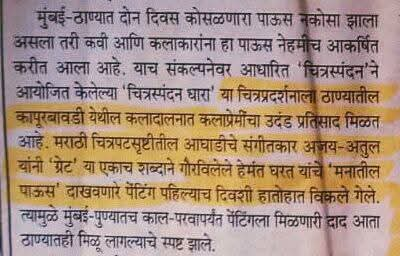 मुंबई-ठाण्यात दोन दिवस कोसळणारा पाऊस नकोसा झाला
असला तरी कवी आणि कलाकारांना हा पाऊस नेहमीच आकर्षित
करीत आला आहे. याच संकल्पनेवर आधारित 'चित्रस्पंदन'ने
आयोजित केलेल्या 'चित्रस्पंदन धारा' या चित्रप्रदर्शनाला ठाण्यातील
कापुरबावडी येथील कलादालनात कलाप्रेमींचा उदंड प्रतिसाद मिळत
आहे. मराठी चित्रपटसृष्टीतील आघाडीचे संगीतकार अजय-अतुल
यांनी 'ग्रेट' या एकाच शब्दाने गौरविलेले हेमंत घरत यांचे 'मनातील
पाऊस' दाखवणारे पेंटिंग पहिल्याच दिवशी हातोहात विकले गेले.
त्यामुळे मुंबई-पुण्यातच काल-परवापर्यंत पेंटिंगला मिळणारी दाद आता
ठाण्यातही मिळू लागल्याचे स्पष्ट झाले.